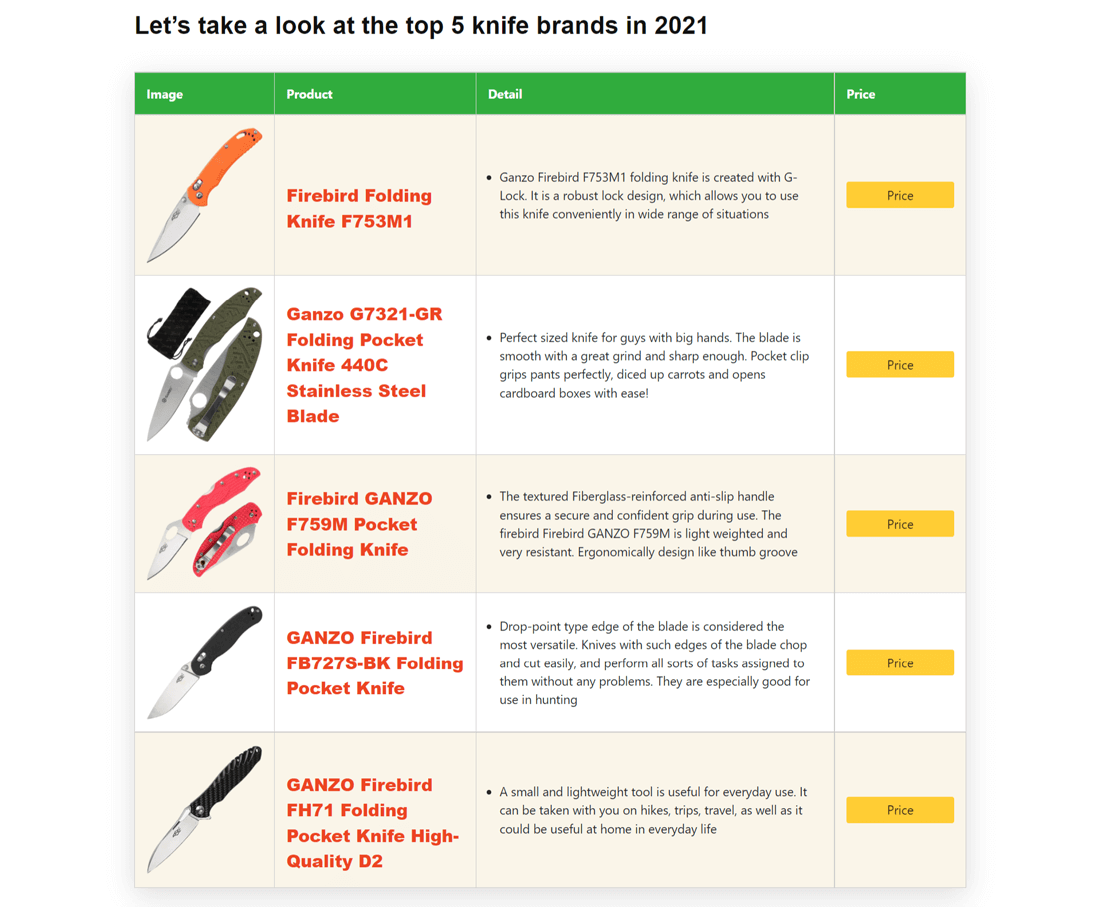 Let’s take a look at the top 5 knife brands in 2021
Image Product Detail Price
Firebird Folding
Knife F753M1
Ganzo Firebird F753M1 folding knife is created with G-
Lock. It is a robust lock design, which allows you to use
this knife conveniently in wide range of situations
Price
Ganzo G7321-GR
Folding Pocket
Knife 440C
Stainless Steel
Blade
Perfect sized knife for guys with big hands. The blade is
smooth with a great grind and sharp enough. Pocket clip
grips pants perfectly, diced up carrots and opens
cardboard boxes with ease!
Price
Firebird GANZO
F759M Pocket
Folding Knife
The textured Fiberglass-reinforced anti-slip handle
ensures a secure and confident grip during use. The
firebird Firebird GANZO F759M is light weighted and
very resistant. Ergonomically design like thumb groove
Price
GANZO Firebird
FB727S-BK Folding
Pocket Knife
Drop-point type edge of the blade is considered the
most versatile. Knives with such edges of the blade chop
and cut easily, and perform all sorts of tasks assigned to
them without any problems. They are especially good for
use in hunting
Price
GANZO Firebird
FH71 Folding
Pocket Knife High-
Quality D2
A small and lightweight tool is useful for everyday use. It
can be taken with you on hikes, trips, travel, as well as it
could be useful at home in everyday life
Price